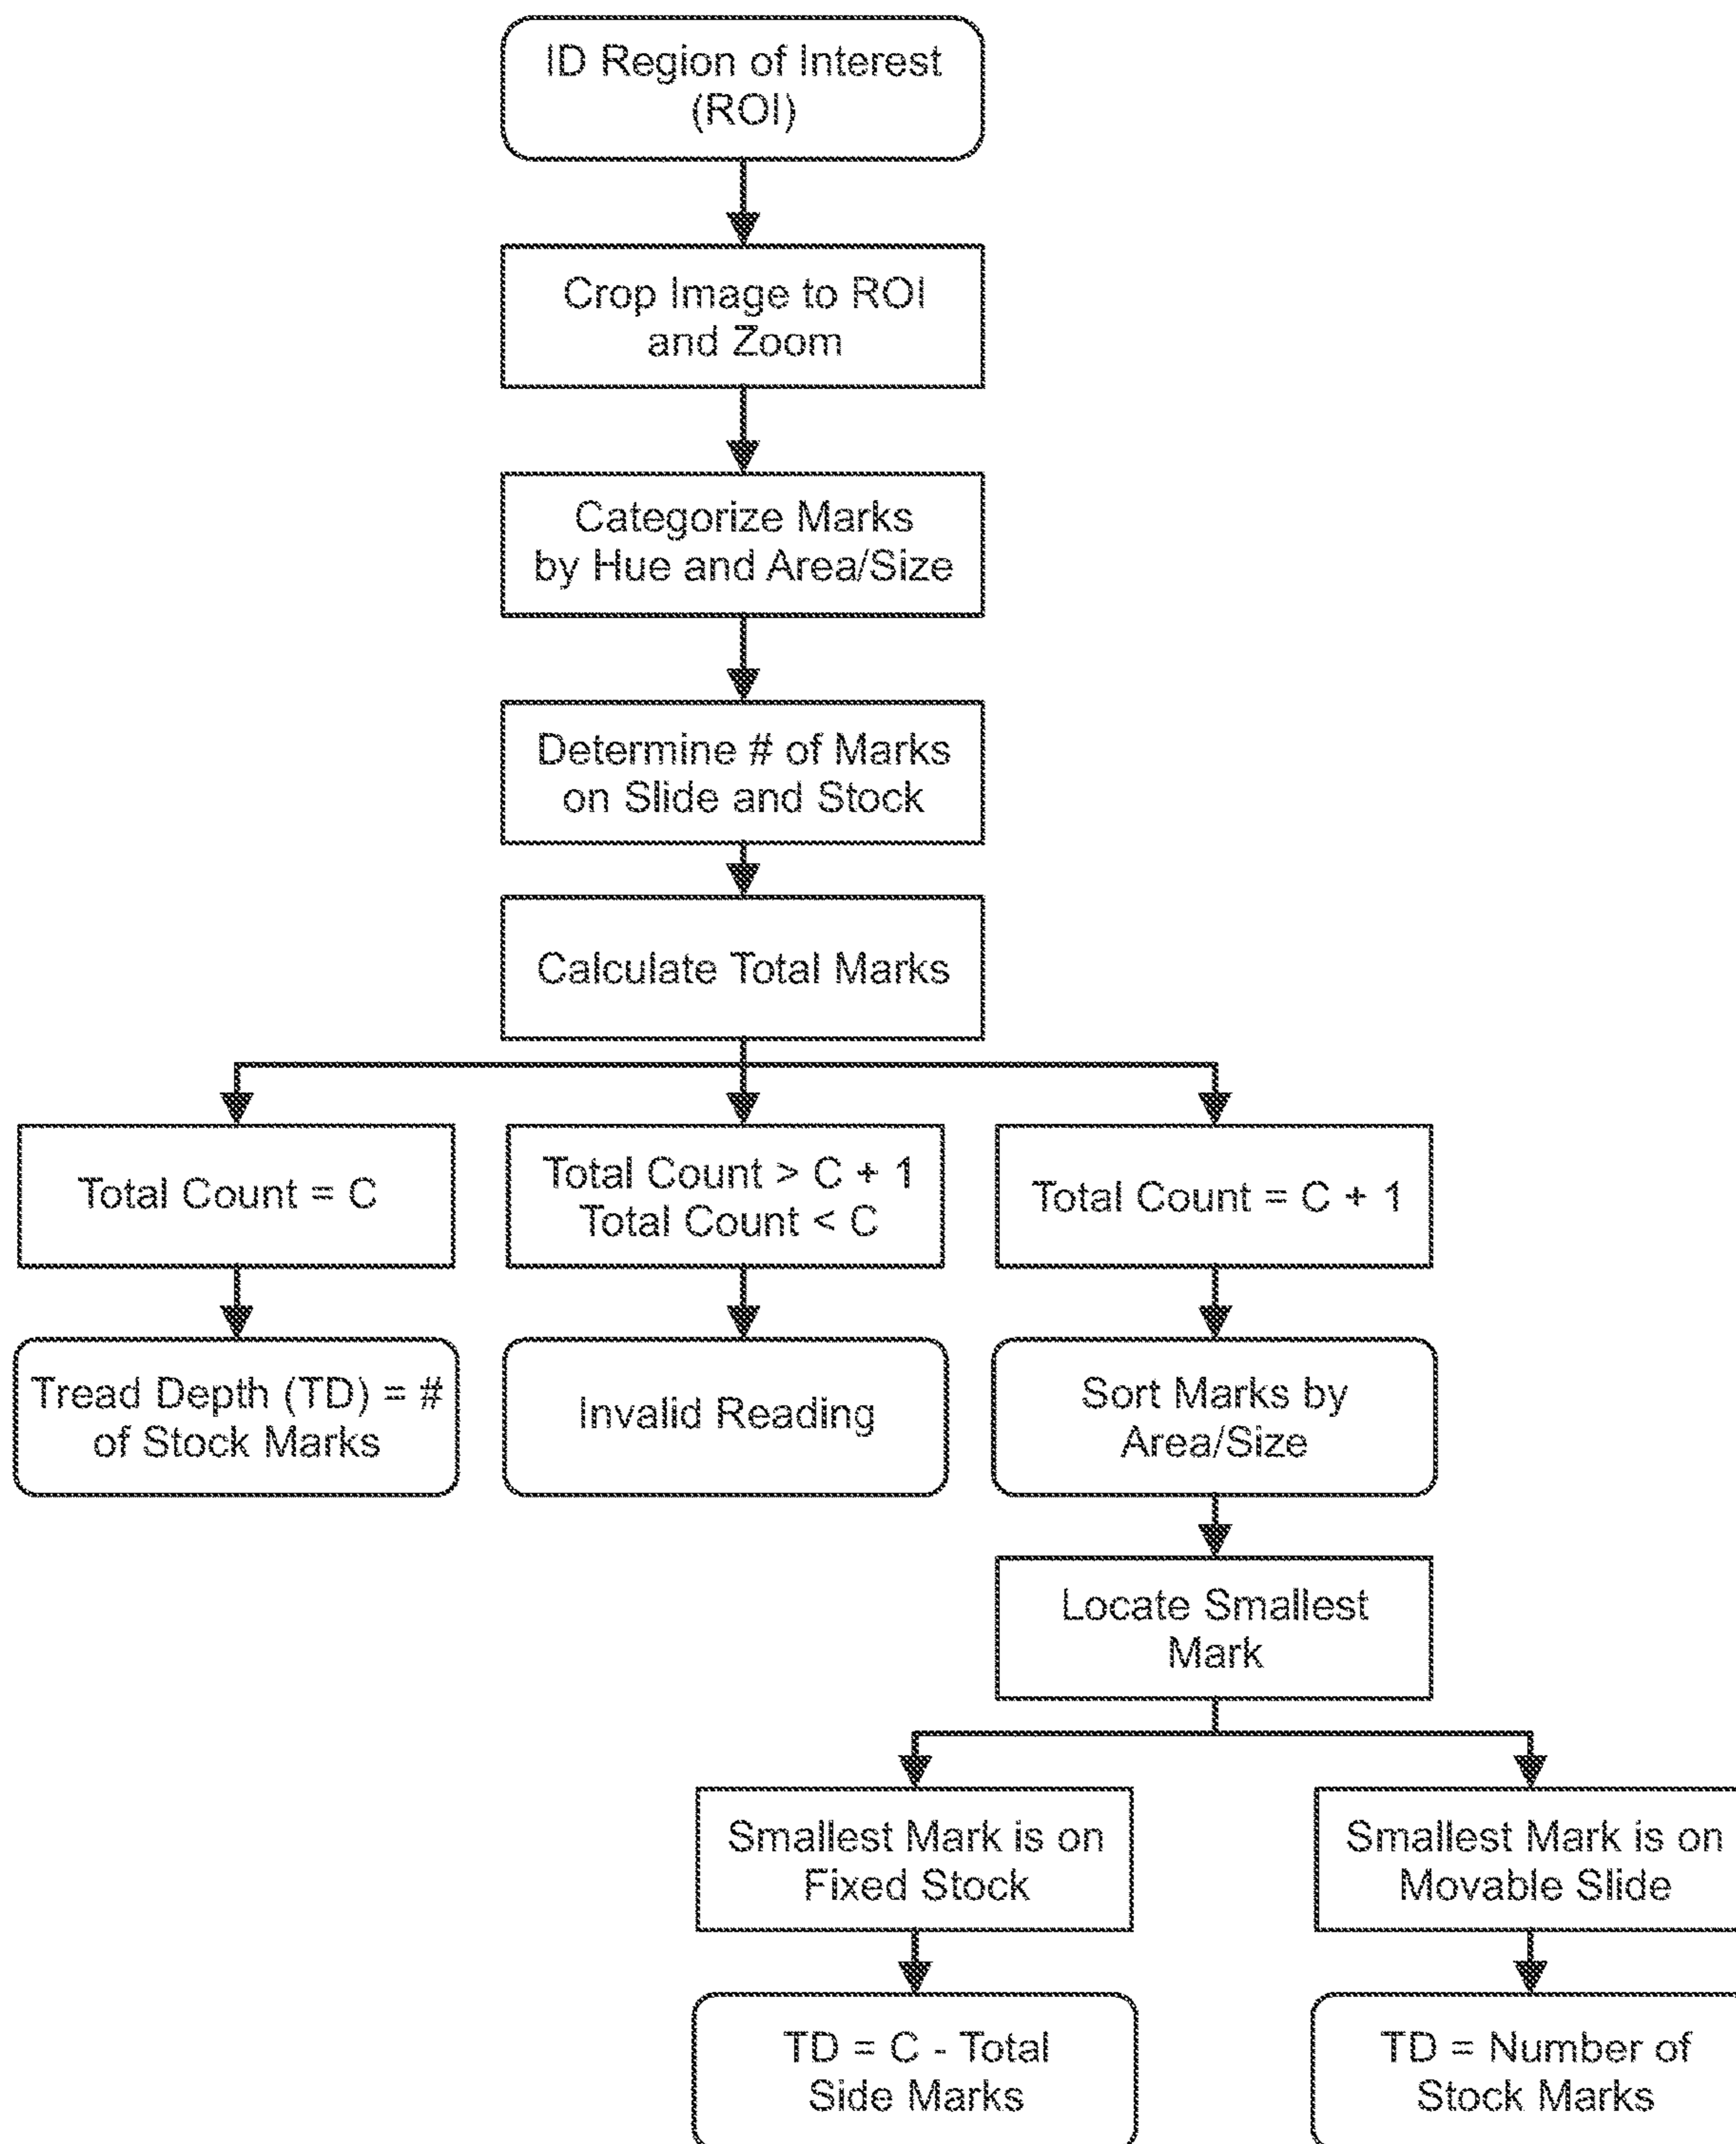 ID Region of Interest
(ROI)
Crop Image to ROI
and Zoom
Categorize Marks
by Hue and Area/Size
Determine # of Marks
on Slide and Stock
Calculate Total Marks
Total Count = C
Total Count > C + 1
Total Count < C
Total Count = C + 1
Tread Depth (TD) = #
of Stock Marks
Invalid Reading
Sort Marks by
Area/Size
Locate Smallest
Mark
Smallest Mark is on
Fixed Stock
Smallest Mark is on
Movable Slide
TD = C - Total
Side Marks
TD = Number of
Stock Marks